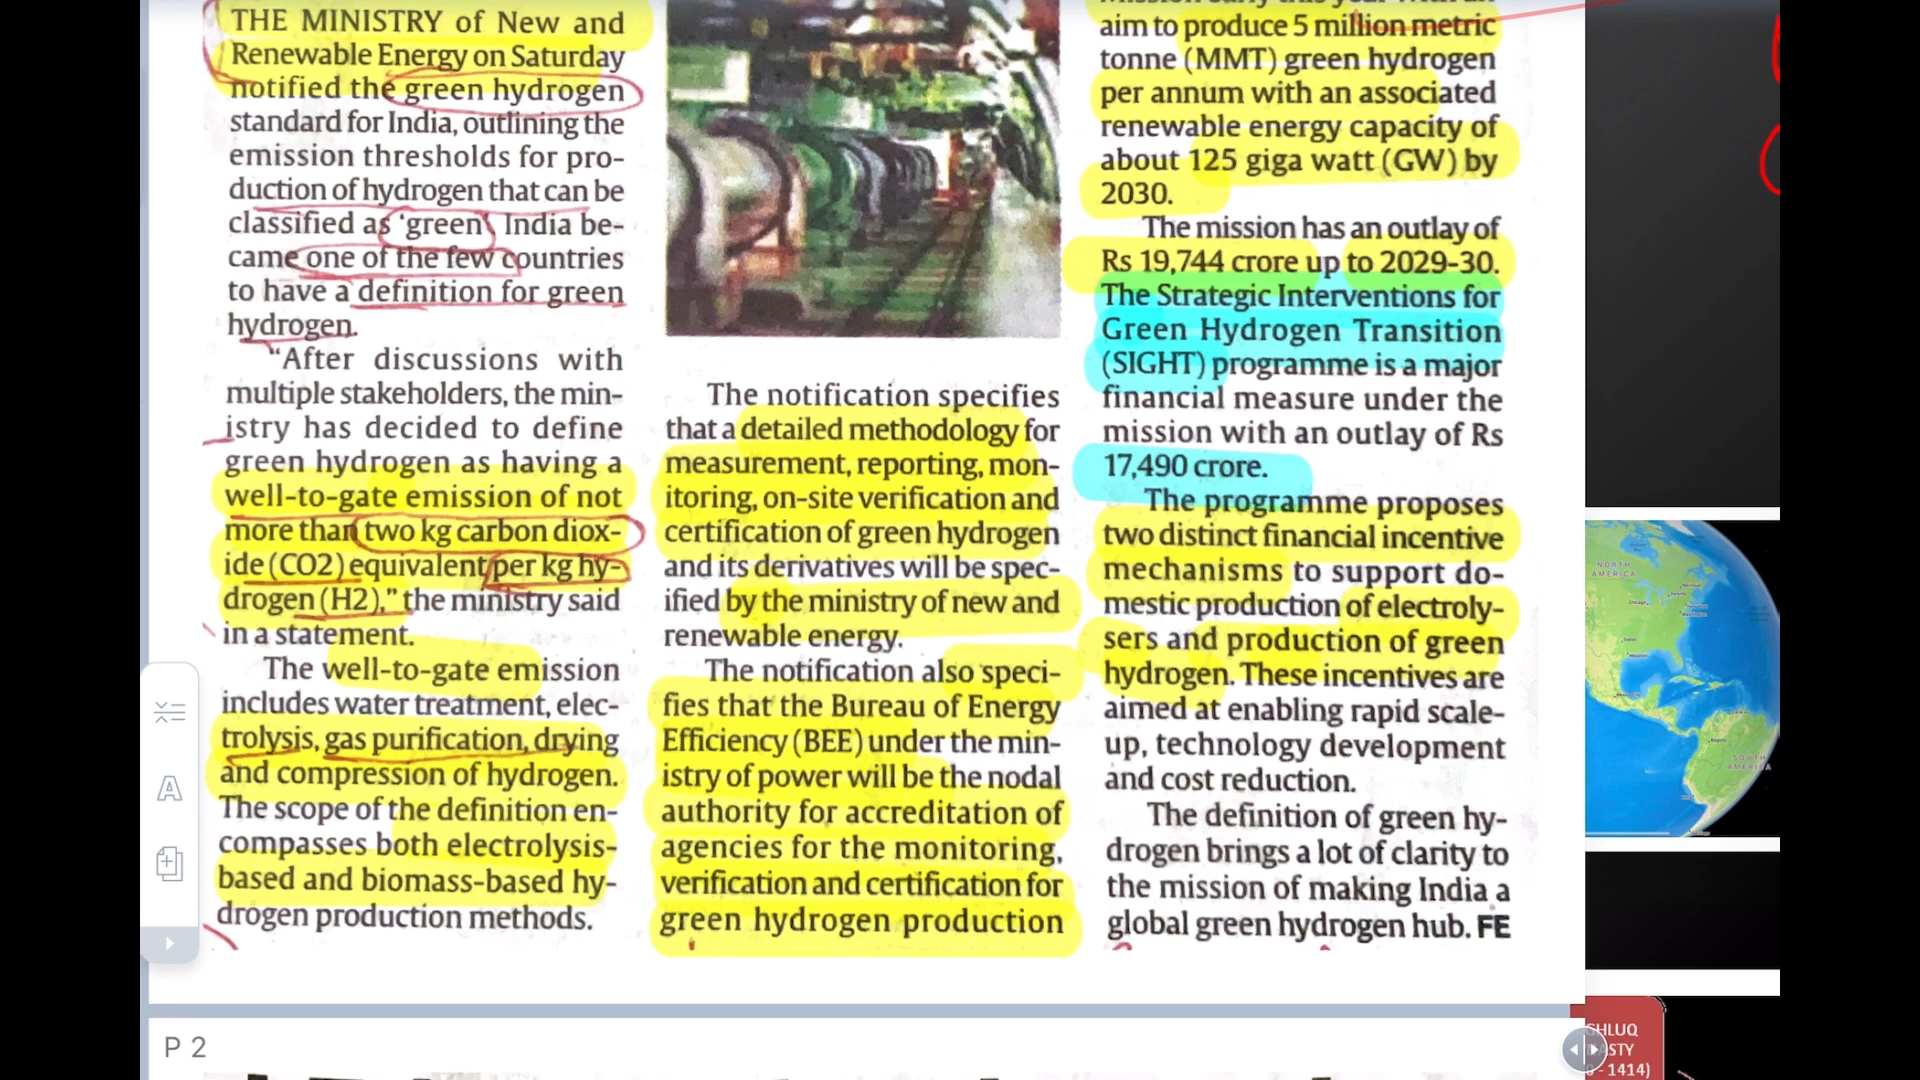 THE MINISTRY of New and
Renewable Energy on Saturday
notified the green hydrogen
standard for India, outlining the
emission thresholds for pro-
duction of hydrogen that can be
classified as ‘green’. India be-
came one of the few countries
to have a definition for green
hydrogen.
“After discussions with
multiple stakeholders, the min-
istry has decided to define
green hydrogen as having a
well-to-gate emission of not
more than two kg carbon diox-
ide (CO2) equivalent per kg hy-
drogen (H2),” the ministry said
in a statement.
The well-to-gate emission
includes water treatment, elec-
trolysis, gas purification, drying
and compression of hydrogen.
The scope of the definition en-
compasses both electrolysis-
based and biomass-based hy-
drogen production methods.
The notification specifies
that a detailed methodology for
measurement, reporting, mon-
itoring, on-site verification and
certification of green hydrogen
and its derivatives will be spec-
ified by the ministry of new and
renewable energy.
The notification also speci-
fies that the Bureau of Energy
Efficiency (BEE) under the min-
istry of power will be the nodal
authority for accreditation of
agencies for the monitoring,
verification and certification for
green hydrogen production
aim to produce 5 million metric
tonne (MMT) green hydrogen
per annum with an associated
renewable energy capacity of
about 125 giga watt (GW) by
2030.
The mission has an outlay of
Rs 19,744 crore up to 2029-30.
The Strategic Interventions for
Green Hydrogen Transition
(SIGHT) programme is a major
financial measure under the
mission with an outlay of Rs
17,490 crore.
The programme proposes
two distinct financial incentive
mechanisms to support do-
mestic production of electroly-
sers and production of green
hydrogen. These incentives are
aimed at enabling rapid scale-
up, technology development
and cost reduction.
The definition of green hy-
drogen brings a lot of clarity to
the mission of making India a
global green hydrogen hub. FE
NORTH
AMERICA
SOUTH
AMERICA
A
P 2
GHLUQ
ASTY
- 1414)